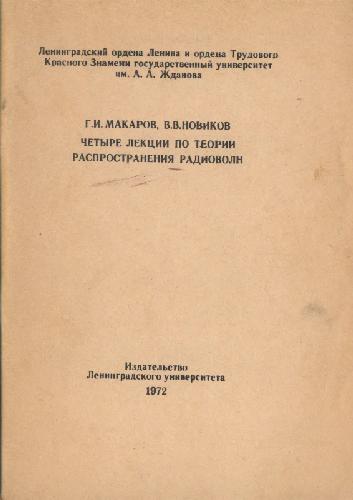 Ленинградский ордена Ленина и ордена Трудового
Красного Знамени государственный университет
им. А. А. Жданова
Г.И. МАКАРОВ, В.В.НОВИКОВ
ЧЕТЫРЕ ЛЕКЦИИ ПО ТЕОРИИ
РАСПРОСТРАНЕНИЯ РАДИОВОЛН
Издательство
Ленинградского университета
1972